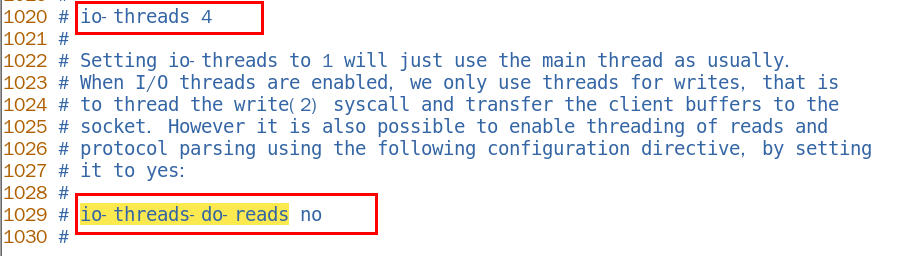 1020 # io-threads 4
1021 #
1022 # Setting io-threads to 1 will just use the main thread as usually.
1023 # When I/O threads are enabled, we only use threads for writes, that is
1024 # to thread the write(2) syscall and transfer the client buffers to the
1025 # socket. However it is also possible to enable threading of reads and
1026 # protocol parsing using the following configuration directive, by setting
1027 # it to yes:
1028 #
1029 # io-threads-do-reads no
1030 #